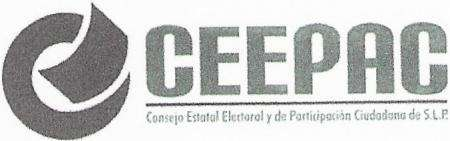 CEEPAC
Consejo Estatal Electoral y de Participación Ciudadana de S.L.P.